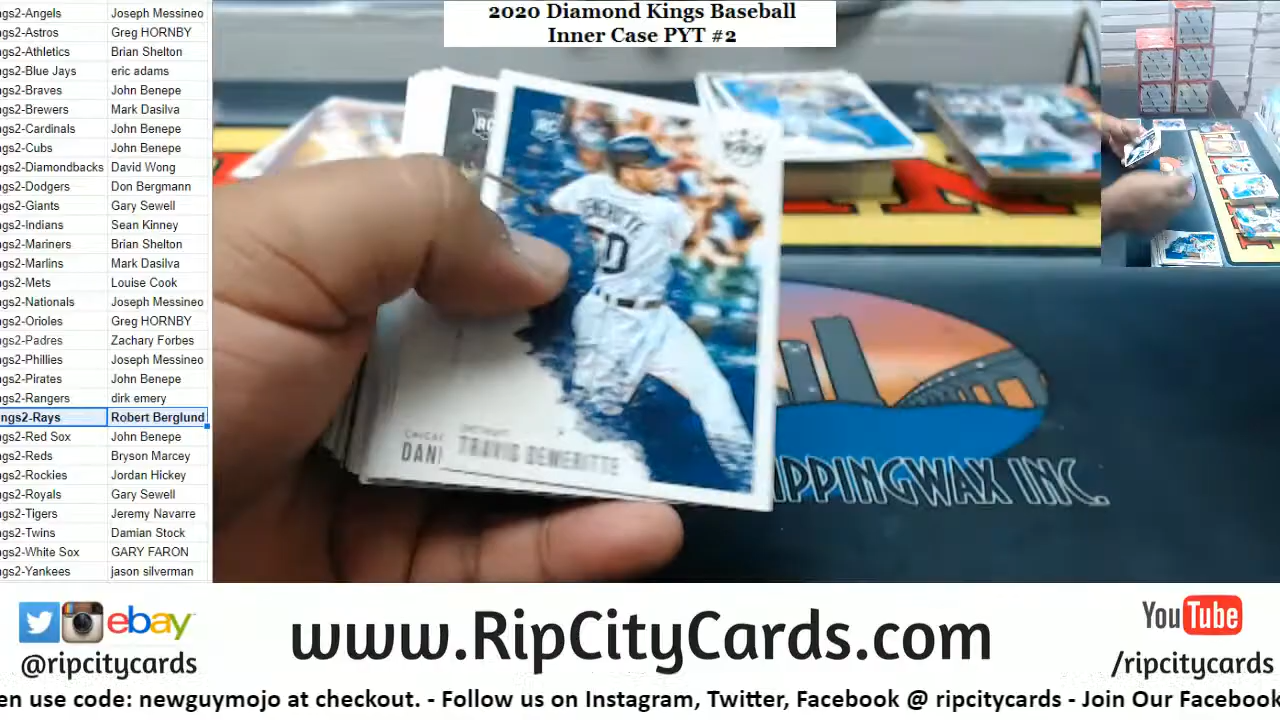 2020 Diamond Kings Baseball
Inner Case PYT #2
ngs2-Angels Joseph Messineo
ngs2-Astros Greg HORNBY
ngs2-Athletics Brian Shelton
ngs2-Blue Jays eric adams
ngs2-Braves John Benepe
ngs2-Brewers Mark Dasilva
ngs2-Cardinals John Benepe
ngs2-Cubs John Benepe
ngs2-Diamondbacks David Wong
ngs2-Dodgers Don Bergmann
ngs2-Giants Gary Sewell
ngs2-Indians Sean Kinney
ngs2-Mariners Brian Shelton
ngs2-Marlins Mark Dasilva
ngs2-Mets Louise Cook
ngs2-Nationals Joseph Messineo
ngs2-Orioles Greg HORNBY
ngs2-Padres Zachary Forbes
ngs2-Phillies Joseph Messineo
ngs2-Pirates John Benepe
ngs2-Rangers dirk emery
ings2-Rays Robert Berglund
ngs2-Red Sox John Benepe
ngs2-Reds Bryson Marcey
ngs2-Rockies Jordan Hickey
ngs2-Royals Gary Sewell
ngs2-Tigers Jeremy Navarre
ngs2-Twins Damian Stock
ngs2-White Sox GARY FARON
ngs2-Yankees jason silverman
RC
DETROIT
TRAVIS DEMERITTE
CHICA
DANI
IPPINGWAX INC.
ebay
@ripcitycards
www.RipCityCards.com
YouTube
/ripcitycards
en use code: newguymojo at checkout. - Follow us on Instagram, Twitter, Facebook @ ripcitycards - Join Our Facebook